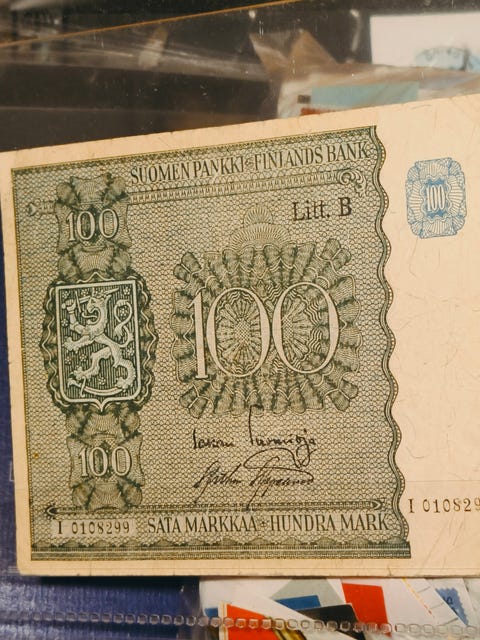 SUOMEN PANKKI - FINLANDS BANK
Litt. B
100
100
100
100
I 0108299
SATA MARKKAA - HUNDRA MARK
I 010829